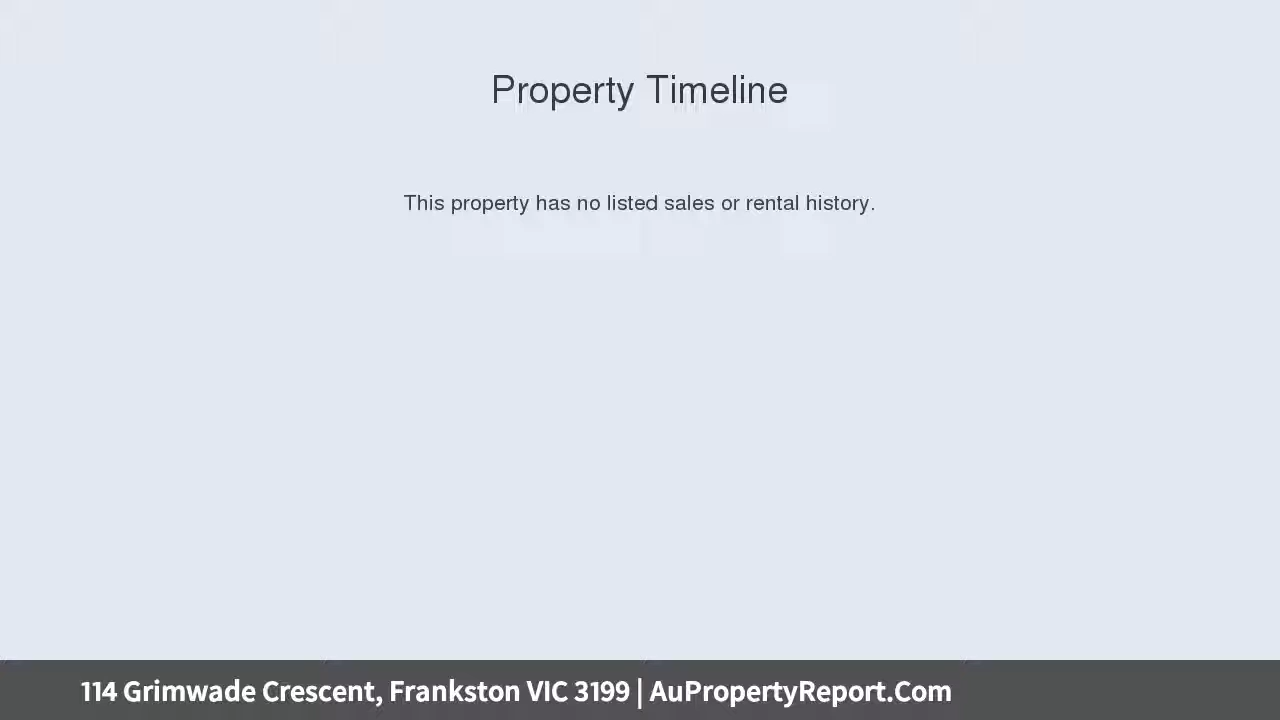 Property Timeline
This property has no listed sales or rental history.
114 Grimwade Crescent, Frankston VIC 3199 | AuPropertyReport.Com